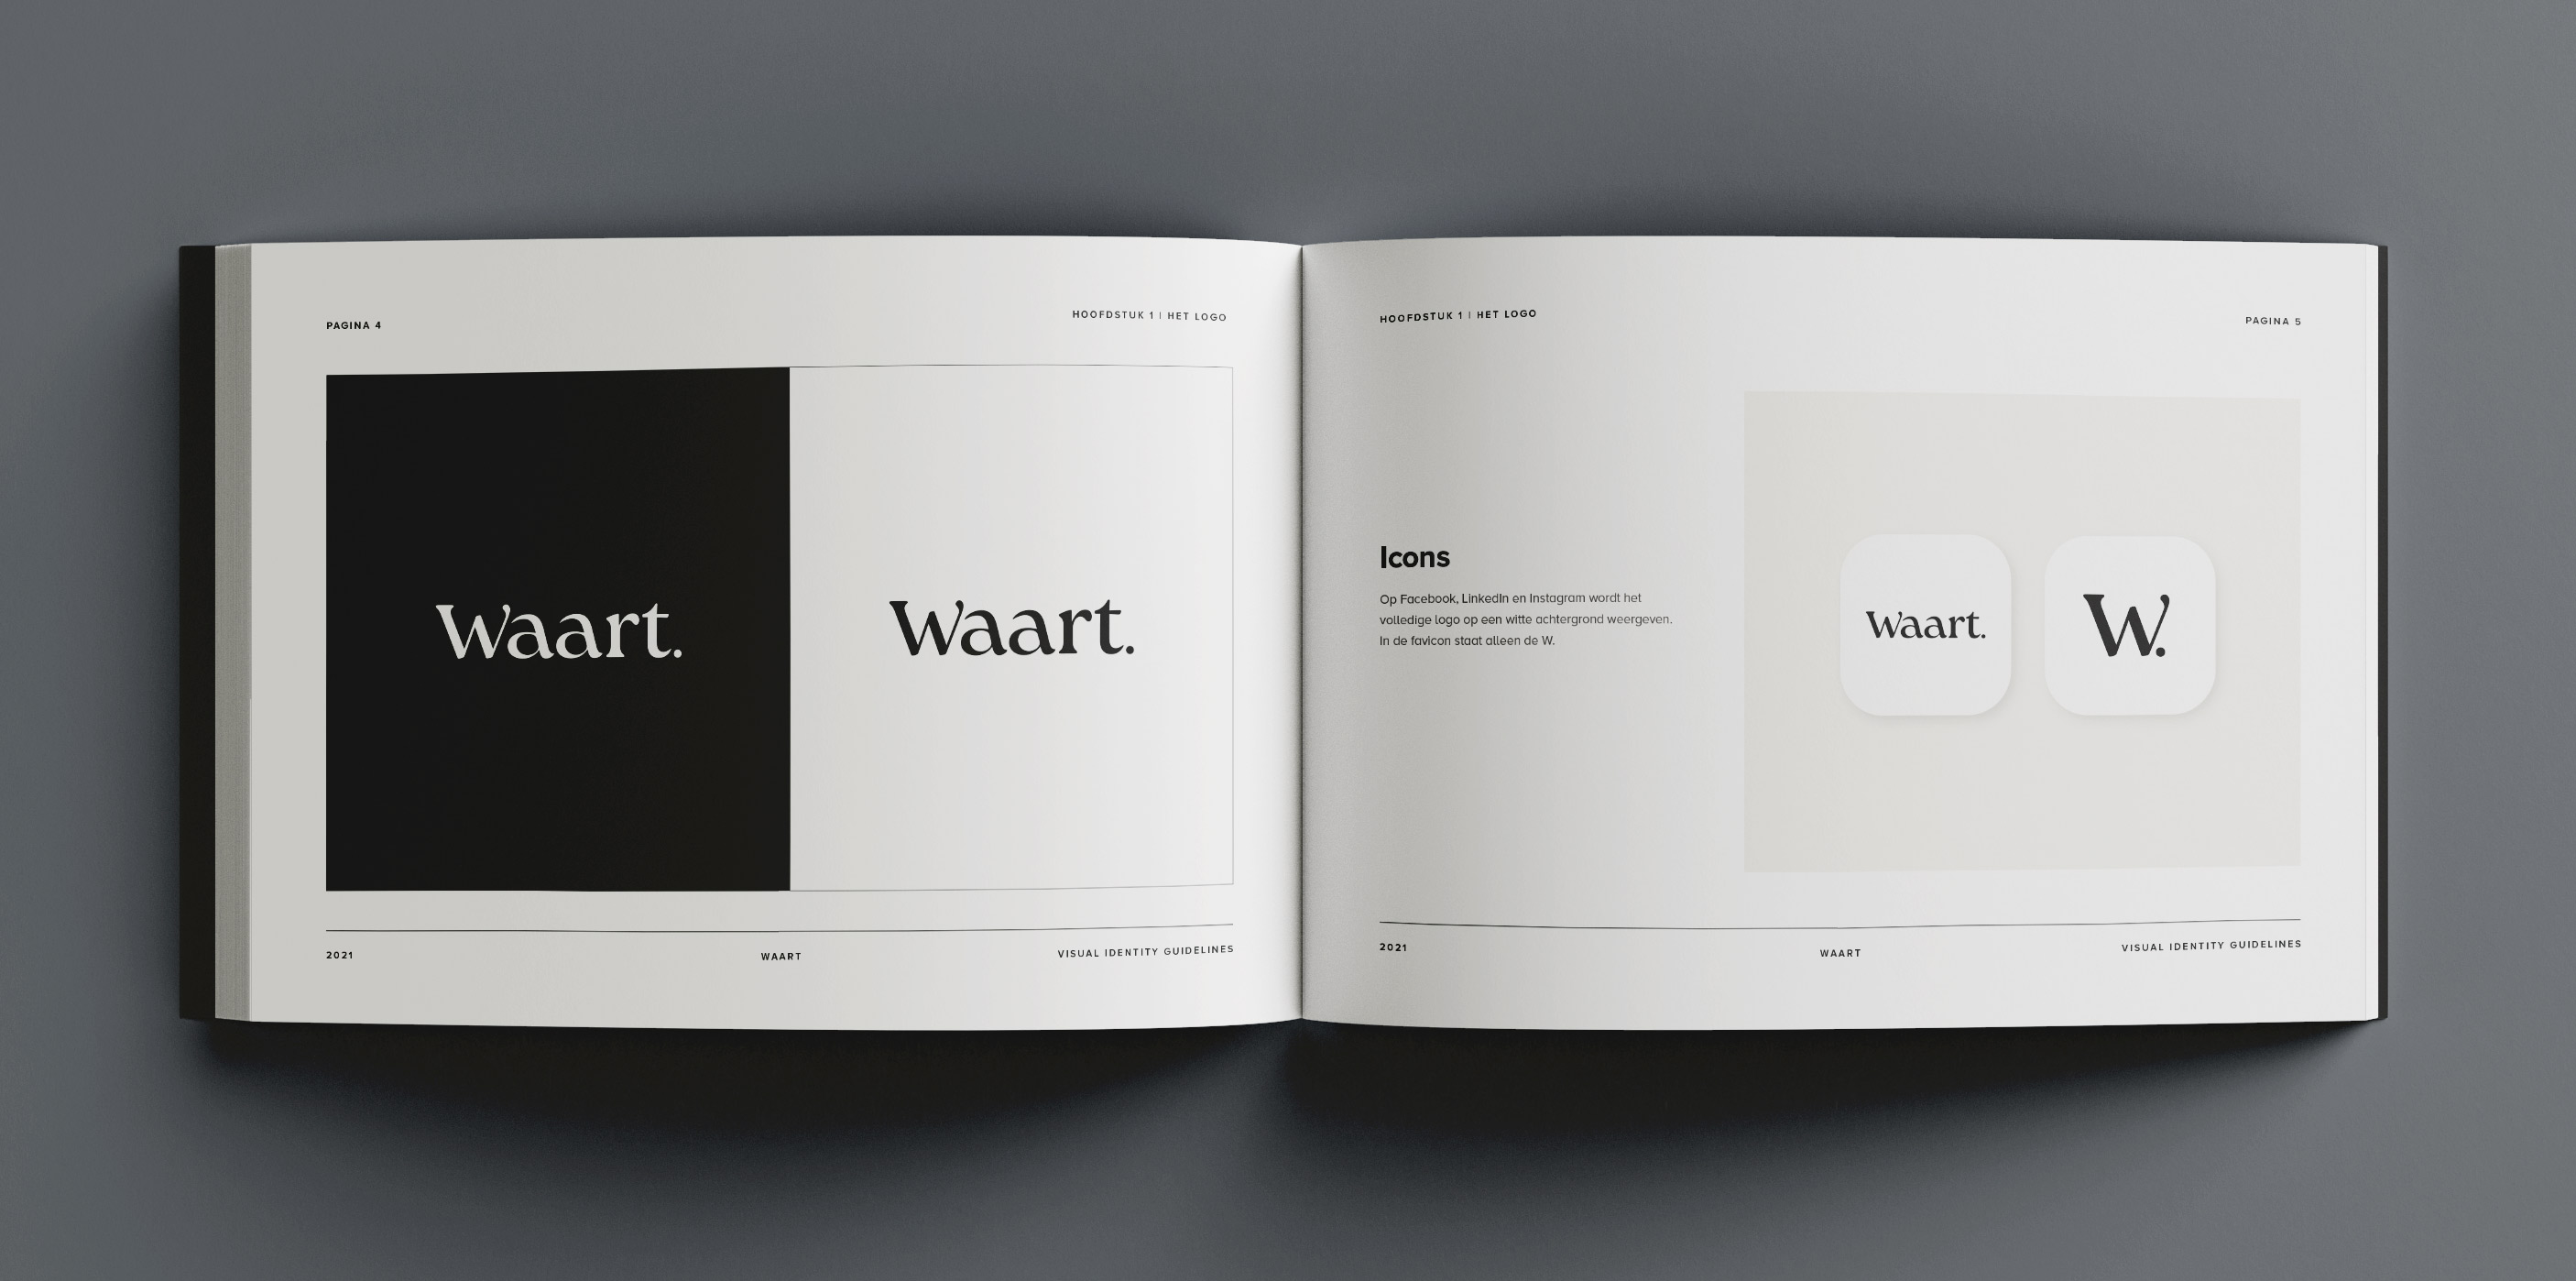 PAGINA 4
HOOFDSTUK 1 | HET LOGO
Waart.
Waart.
2021
WAART
VISUAL IDENTITY GUIDELINES
HOOFDSTUK 1 | HET LOGO
PAGINA 5
Icons
Op Facebook, LinkedIn en Instagram wordt het
volledige logo op een witte achtergrond weergeven.
In de favicon staat alleen de W.
Waart.
W.
2021
WAART
VISUAL IDENTITY GUIDELINES